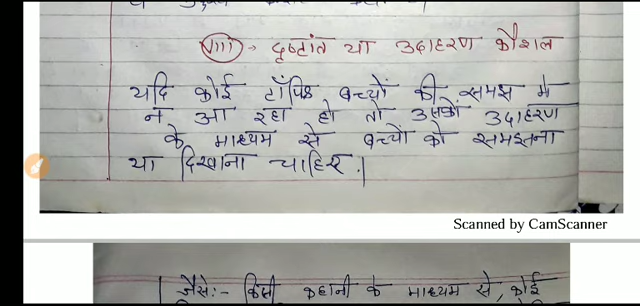 (VIII) → दृष्टांत या उदाहरण कौशल
यदि कोई टॉपिक बच्चों की समझ मे
न आ रहा हो तो उसकों उदाहरण
के माध्यम से बच्चों को समझना
या दिखाना चाहिए।
Scanned by CamScanner
जैसे:- किसी कहानी के माध्यम से, कोई